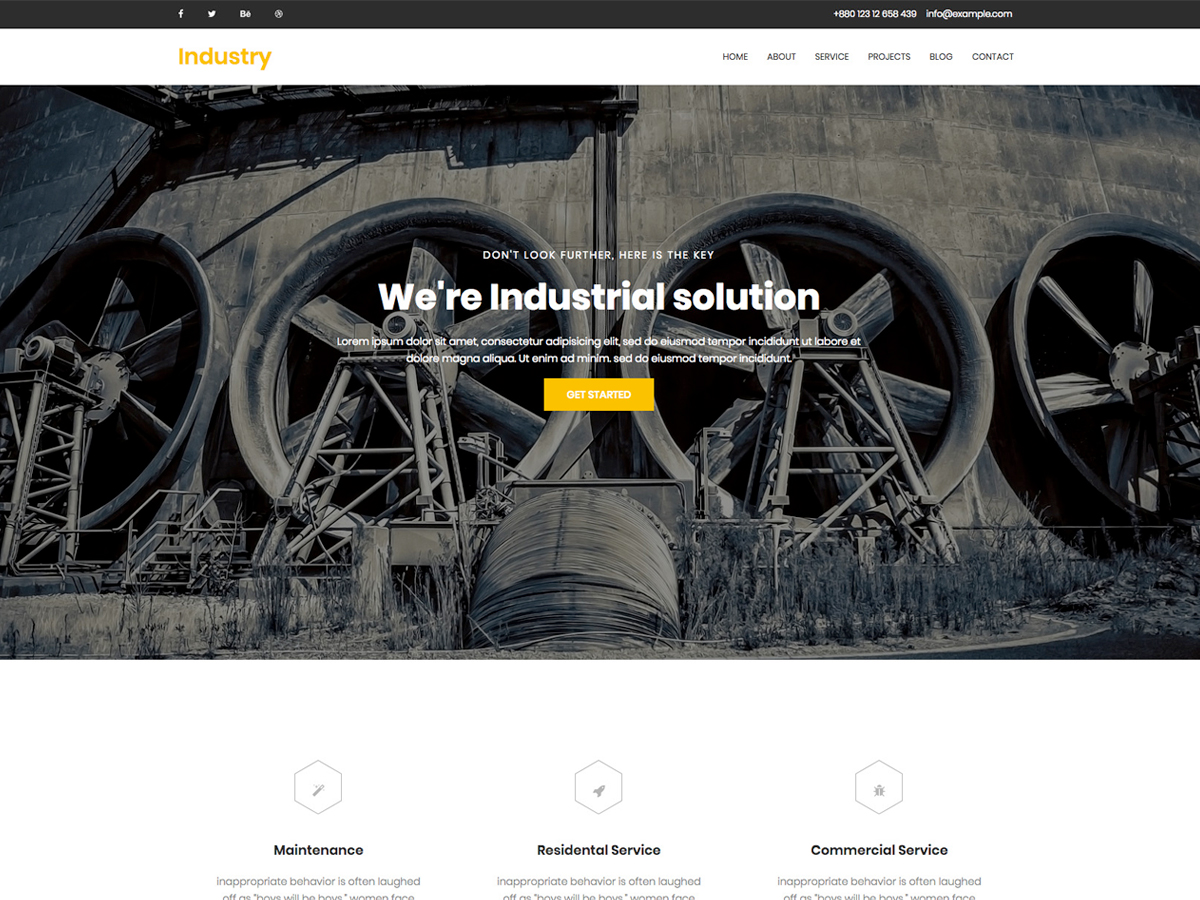 Bē
+880 123 12 658 439 info@example.com
Industry
HOME ABOUT SERVICE PROJECTS BLOG CONTACT
DON'T LOOK FURTHER, HERE IS THE KEY
We're Industrial solution
Lorem ipsum dolor sit amet, consectetur adipisicing elit, sed do eiusmod tempor incididunt ut labore et
dolore magna aliqua. Ut enim ad minim. sed do eiusmod tempor incididunt.
GET STARTED
Maintenance
Residental Service
Commercial Service
inappropriate behavior is often laughed
off as "boys will be boys," women face
inappropriate behavior is often laughed
off as "boys will be boys," women face
inappropriate behavior is often laughed
off as "boys will be boys," women face